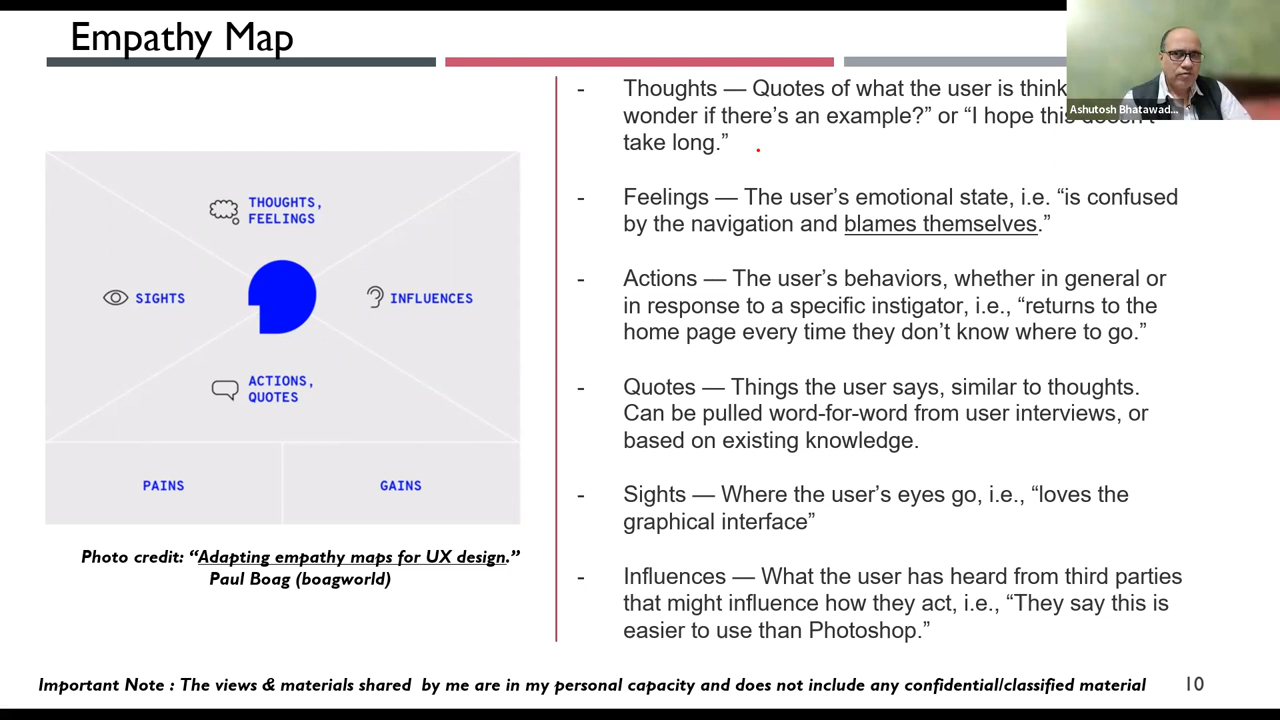 Empathy Map
Ashutosh Bhatawad...
- Thoughts — Quotes of what the user is think
wonder if there’s an example?” or “I hope this doesn’t
take long.”
- Feelings — The user’s emotional state, i.e. “is confused
by the navigation and blames themselves.”
- Actions — The user’s behaviors, whether in general or
in response to a specific instigator, i.e., “returns to the
home page every time they don’t know where to go.”
- Quotes — Things the user says, similar to thoughts.
Can be pulled word-for-word from user interviews, or
based on existing knowledge.
- Sights — Where the user’s eyes go, i.e., “loves the
graphical interface”
- Influences — What the user has heard from third parties
that might influence how they act, i.e., “They say this is
easier to use than Photoshop.”
THOUGHTS,
FEELINGS
SIGHTS
INFLUENCES
ACTIONS,
QUOTES
PAINS
GAINS
Photo credit: “Adapting empathy maps for UX design.”
Paul Boag (boagworld)
Important Note : The views & materials shared by me are in my personal capacity and does not include any confidential/classified material
10